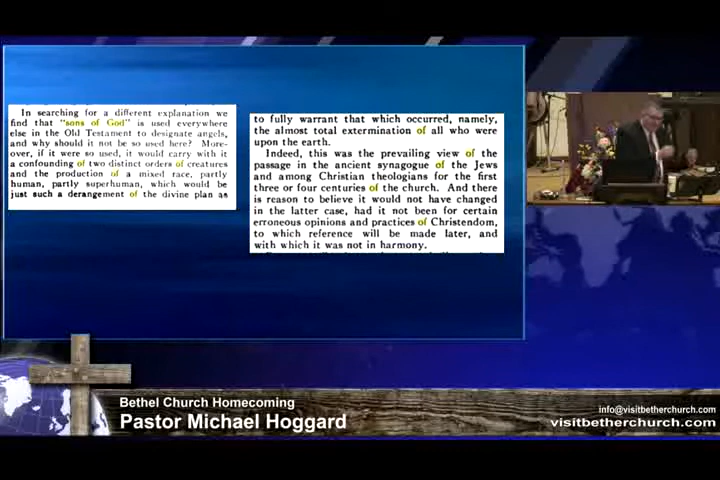 In searching for a different explanation we
find that "sons of God" is used everywhere
else in the Old Testament to designate angels,
and why should it not be so used here? More-
over, if it were so used, it would carry with it
a confounding of two distinct orders of creatures
and the production of a mixed race, partly
human, partly superhuman, which would be
just such a derangement of the divine plan as
to fully warrant that which occurred, namely,
the almost total extermination of all who were
upon the earth.
Indeed, this was the prevailing view of the
passage in the ancient synagogue of the Jews
and among Christian theologians for the first
three or four centuries of the church. And there
is reason to believe it would not have changed
in the latter case, had it not been for certain
erroneous opinions and practices of Christendom,
to which reference will be made later, and
with which it was not in harmony.
Bethel Church Homecoming
Pastor Michael Hoggard
info@visitbetherchurch.com
visitbetherchurch.com